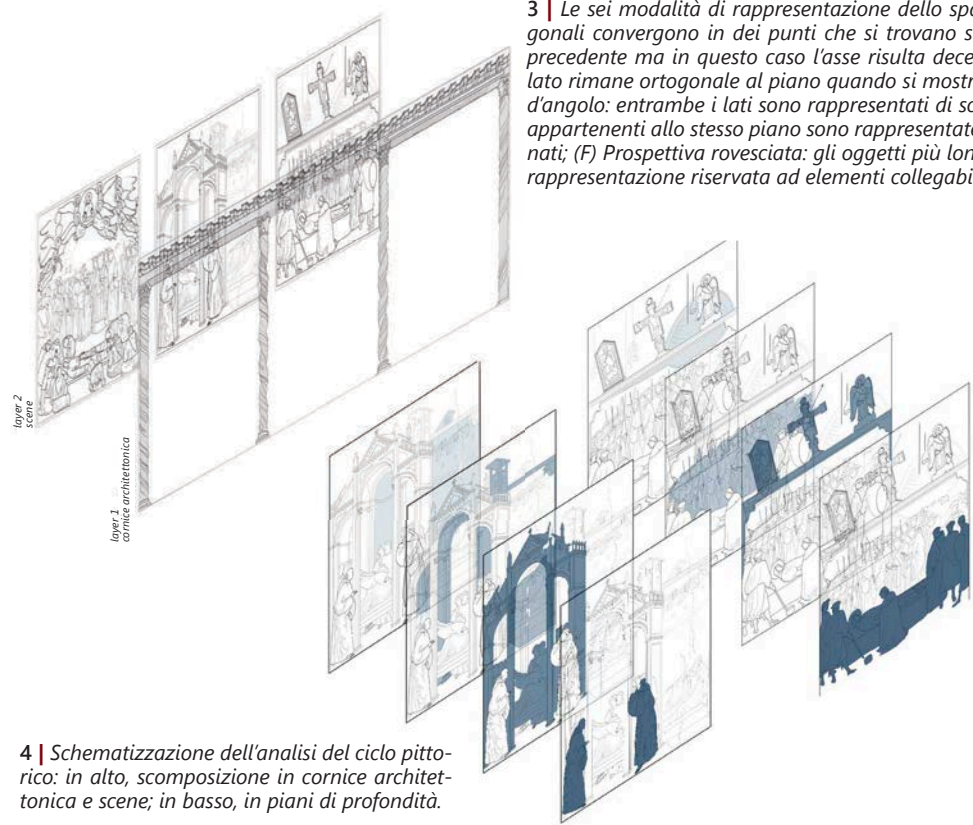 3 | Le sei modalità di rappresentazione dello spa
gonali convergono in dei punti che si trovano s
precedente ma in questo caso l'asse risulta dece
lato rimane ortogonale al piano quando si mostr
d'angolo: entrambe i lati sono rappresentati di so
appartenenti allo stesso piano sono rappresentat
nati; (F) Prospettiva rovesciata: gli oggetti più lon
rappresentazione riservata ad elementi collegabi
layer 2
scene
layer 1
cornice architettonica
4 | Schematizzazione dell'analisi del ciclo pitto-
rico: in alto, scomposizione in cornice architet-
tonica e scene; in basso, in piani di profondità.